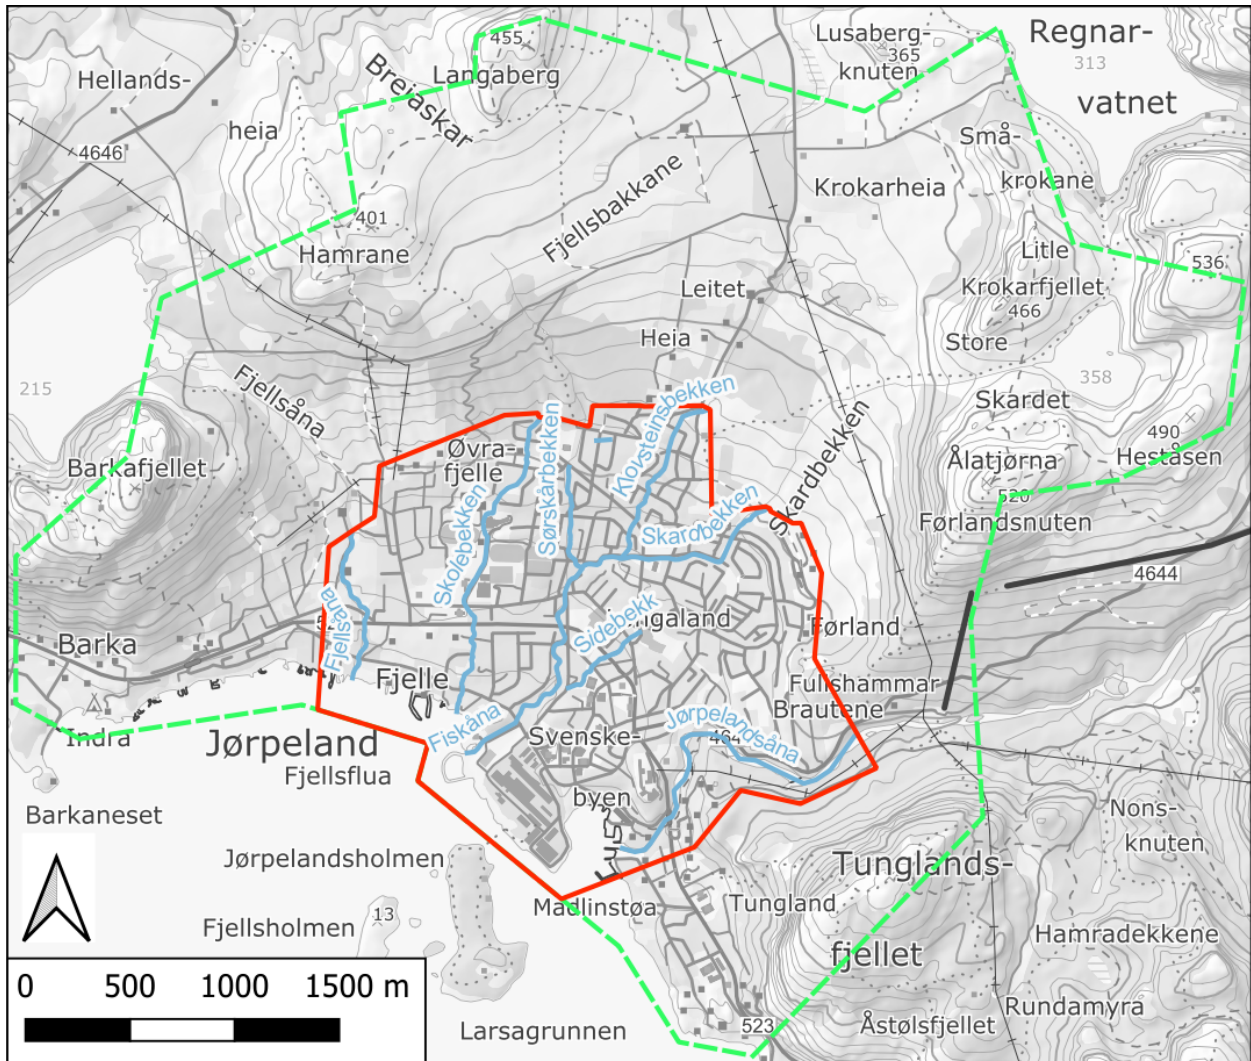 Regnar-
vatnet
313
Lusaberg-
365
knuten
455
Langaberg
Breiaskar
Hellands-
heia
4646
Små-
krokane
Krokarheia
Fjellsbakkane
401
Hamrane
Litle
536
Krokarfjellet
466
Store
Leitet
Heia
215
358
Skardet
490
Heståsen
Ålatjørna
520
Førlandsnuten
Fjellsåna
Barkafjellet
Øvra-
fjelle
Skolebekken
Sørskårbekken
Klovsteinsbekken
Skardbekken
Skardbekken
4644
Fjellsåna
Sidebekk
Førland
Barka
Fjelle
Fullshammar
Brautene
Fiskåna
Jørpelandsåna
464
Svenske-
byen
Indra
Jørpeland
Fjellsflua
Barkaneset
Nons-
knuten
Jørpelandsholmen
Tunglands-
fjellet
13
Fjellsholmen
Madlinstøa
Tungland
Hamradekkene
Rundamyra
Åstølsfjellet
523
Larsagrunnen
0 500 1000 1500 m